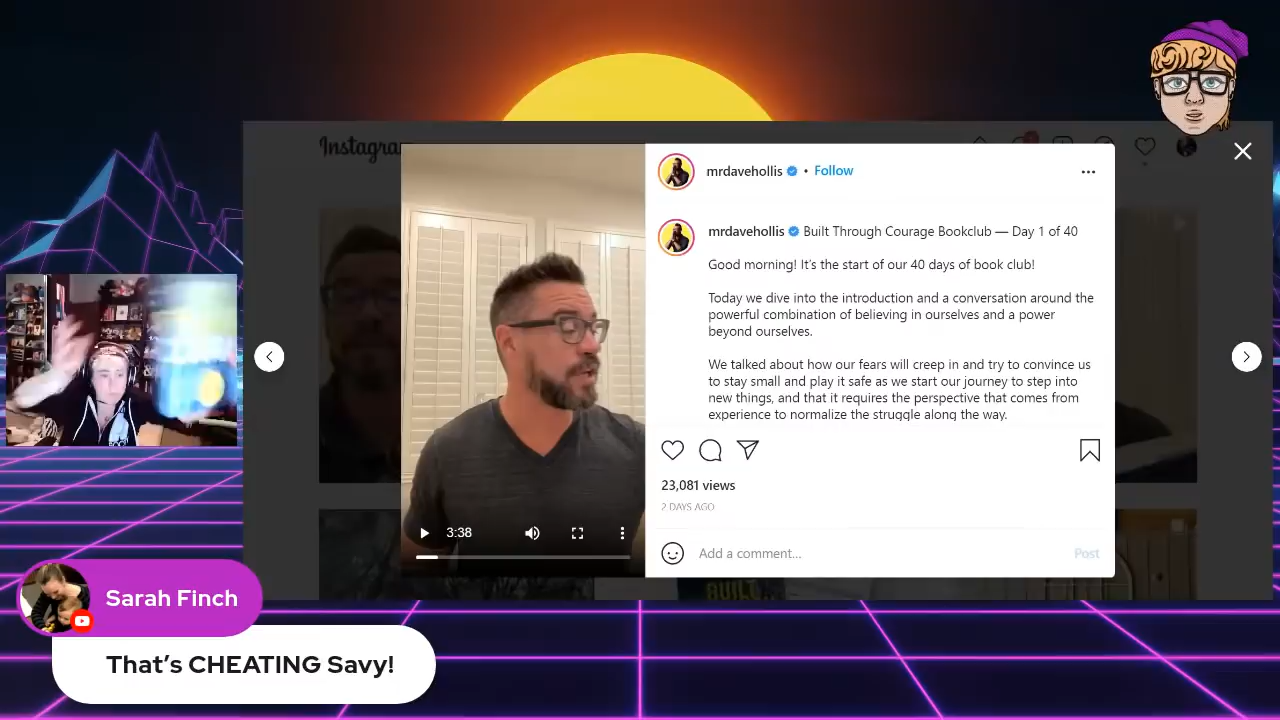 Instagra
mrdavehollis • Follow
mrdavehollis Built Through Courage Bookclub — Day 1 of 40
Good morning! It's the start of our 40 days of book club!
Today we dive into the introduction and a conversation around the
powerful combination of believing in ourselves and a power
beyond ourselves.
We talked about how our fears will creep in and try to convince us
to stay small and play it safe as we start our journey to step into
new things, and that it requires the perspective that comes from
experience to normalize the struggle along the way.
3:38
23,081 views
2 DAYS AGO
Add a comment...
Post
BUILT
Sarah Finch
That's CHEATING Savy!